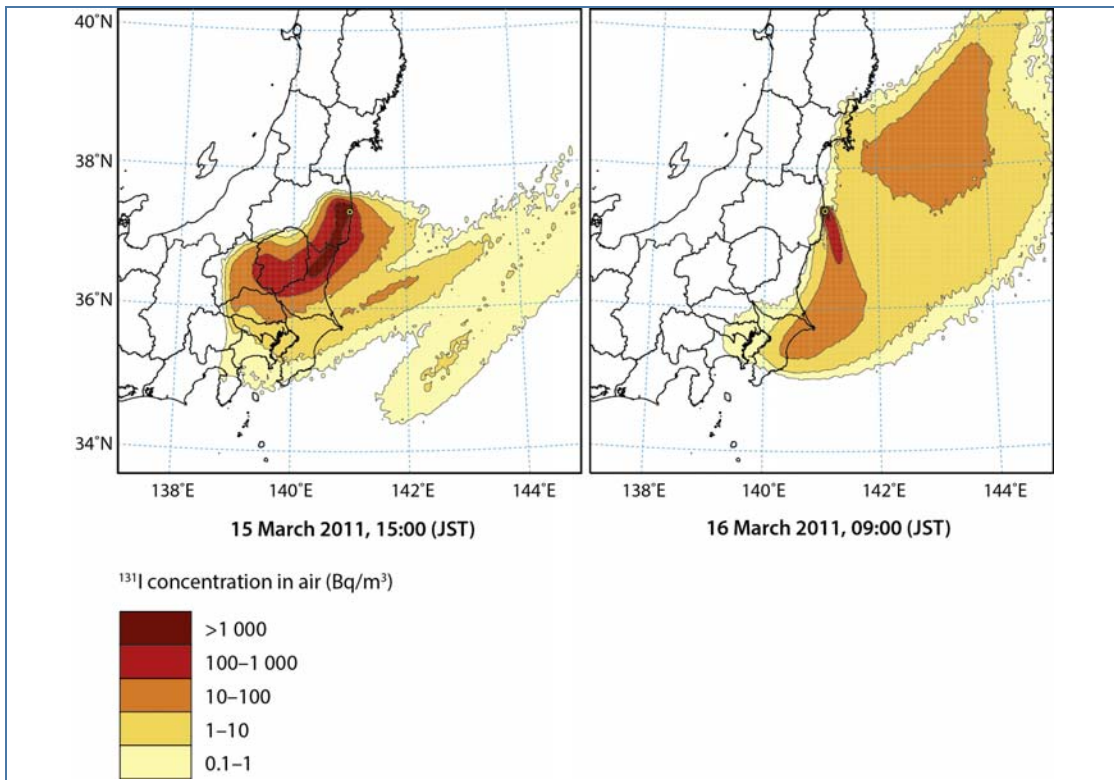 40°N
38°N
36°N
34°N
138°E 140°E 142°E 144°E 138°E 140°E 142°E 144°E
15 March 2011, 15:00 (JST) 16 March 2011, 09:00 (JST)
¹³¹I concentration in air (Bq/m³)
>1 000
100–1 000
10–100
1–10
0.1–1